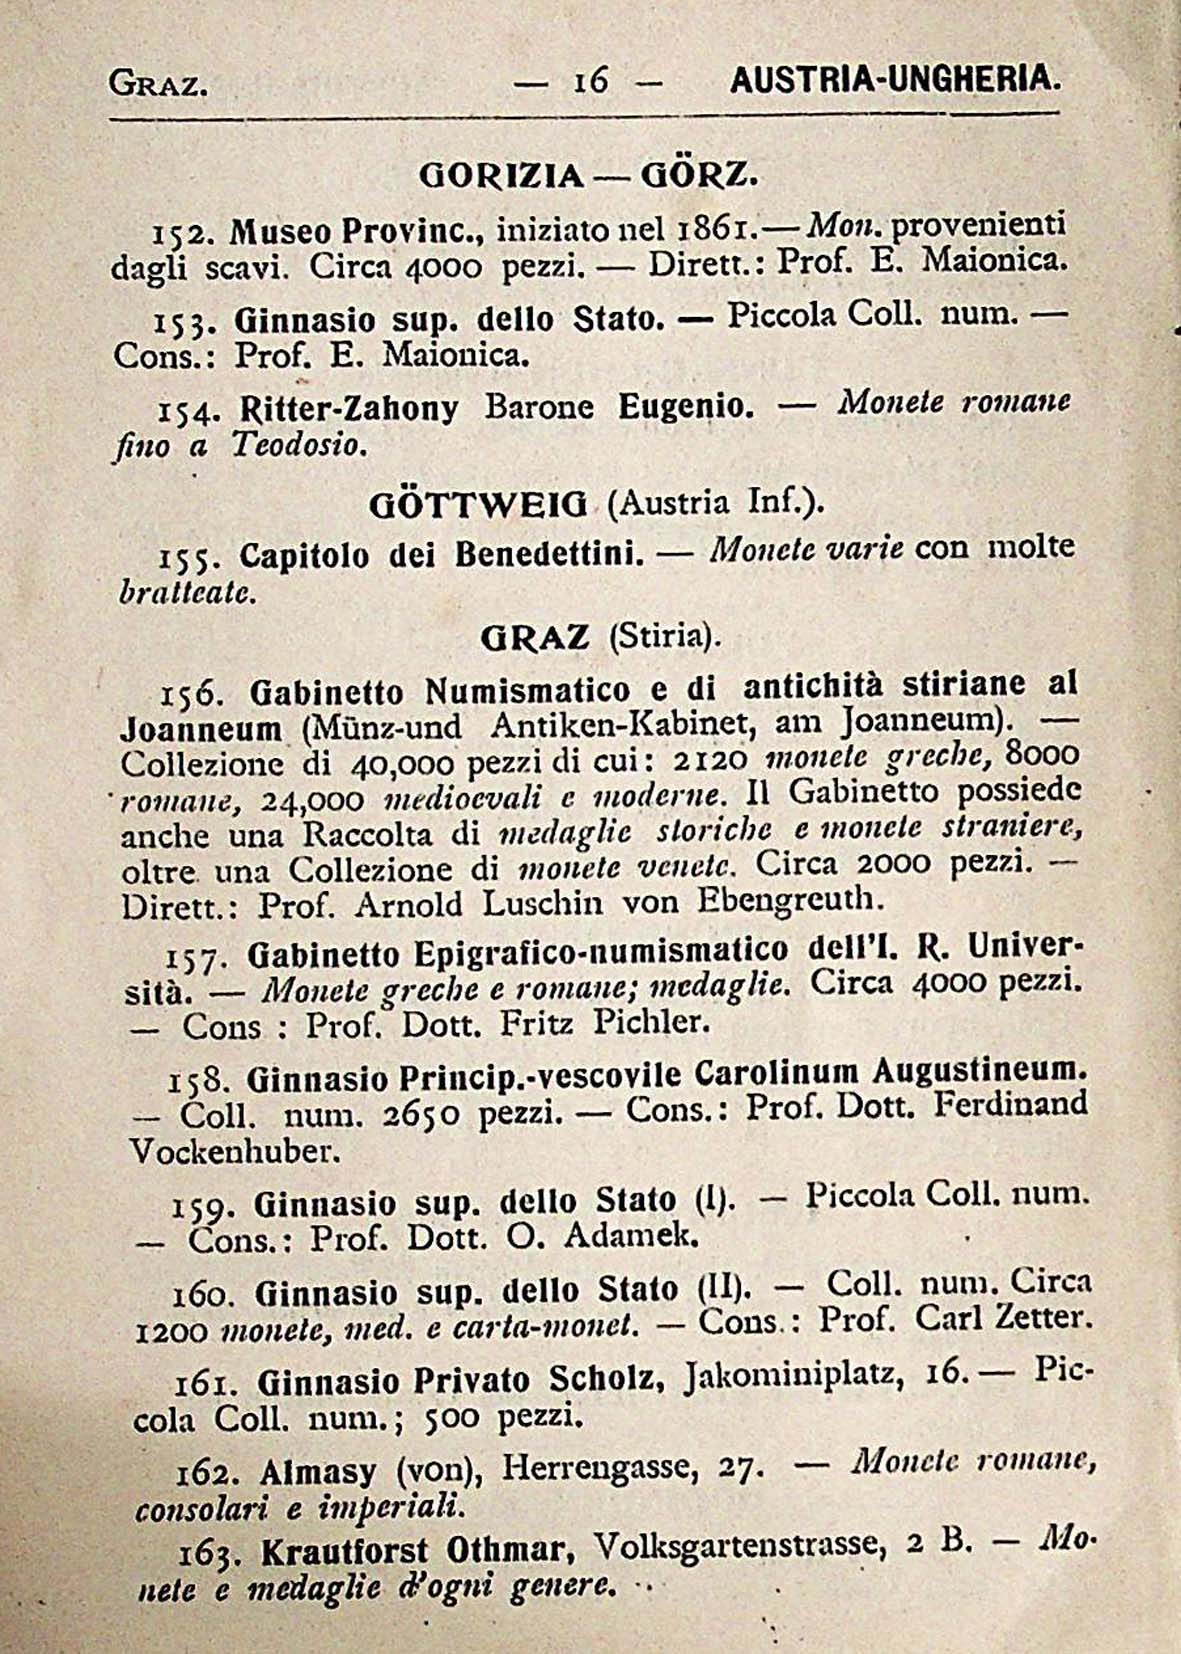 GRAZ. — 16 — AUSTRIA-UNGHERIA.
GORIZIA — GÖRZ.
152. Museo Provinc., iniziato nel 1861. — Mon. provenienti
dagli scavi. Circa 4000 pezzi. — Dirett.: Prof. E. Maionica.
153. Ginnasio sup. dello Stato. — Piccola Coll. num. —
Cons.: Prof. E. Maionica.
154. Ritter-Zahony Barone Eugenio. — Monete romane
fino a Teodosio.
GÖTTWEIG (Austria Inf.).
155. Capitolo dei Benedettini. — Monete varie con molte
bratteate.
GRAZ (Stiria).
156. Gabinetto Numismatico e di antichità stiriane al
Joanneum (Münz-und Antiken-Kabinet, am Joanneum). —
Collezione di 40,000 pezzi di cui: 2120 monete greche, 8000
romane, 24,000 medioevali e moderne. Il Gabinetto possiede
anche una Raccolta di medaglie storiche e monete straniere,
oltre una Collezione di monete venete. Circa 2000 pezzi. —
Dirett.: Prof. Arnold Luschin von Ebengreuth.
157. Gabinetto Epigrafico-numismatico dell'I. R. Univer-
sità. — Monete greche e romane; medaglie. Circa 4000 pezzi.
— Cons : Prof. Dott. Fritz Pichler.
158. Ginnasio Princip.-vescovile Carolinum Augustineum.
— Coll. num. 2650 pezzi. — Cons.: Prof. Dott. Ferdinand
Vockenhuber.
159. Ginnasio sup. dello Stato (I). — Piccola Coll. num.
— Cons.: Prof. Dott. O. Adamek.
160. Ginnasio sup. dello Stato (II). — Coll. num. Circa
1200 monete, med. e carta-monet. — Cons.: Prof. Carl Zetter.
161. Ginnasio Privato Scholz, Jakominiplatz, 16. — Pic-
cola Coll. num.; 500 pezzi.
162. Almasy (von), Herrengasse, 27. — Monete romane,
consolari e imperiali.
163. Krautforst Othmar, Volksgartenstrasse, 2 B. — Mo-
nete e medaglie d'ogni genere.